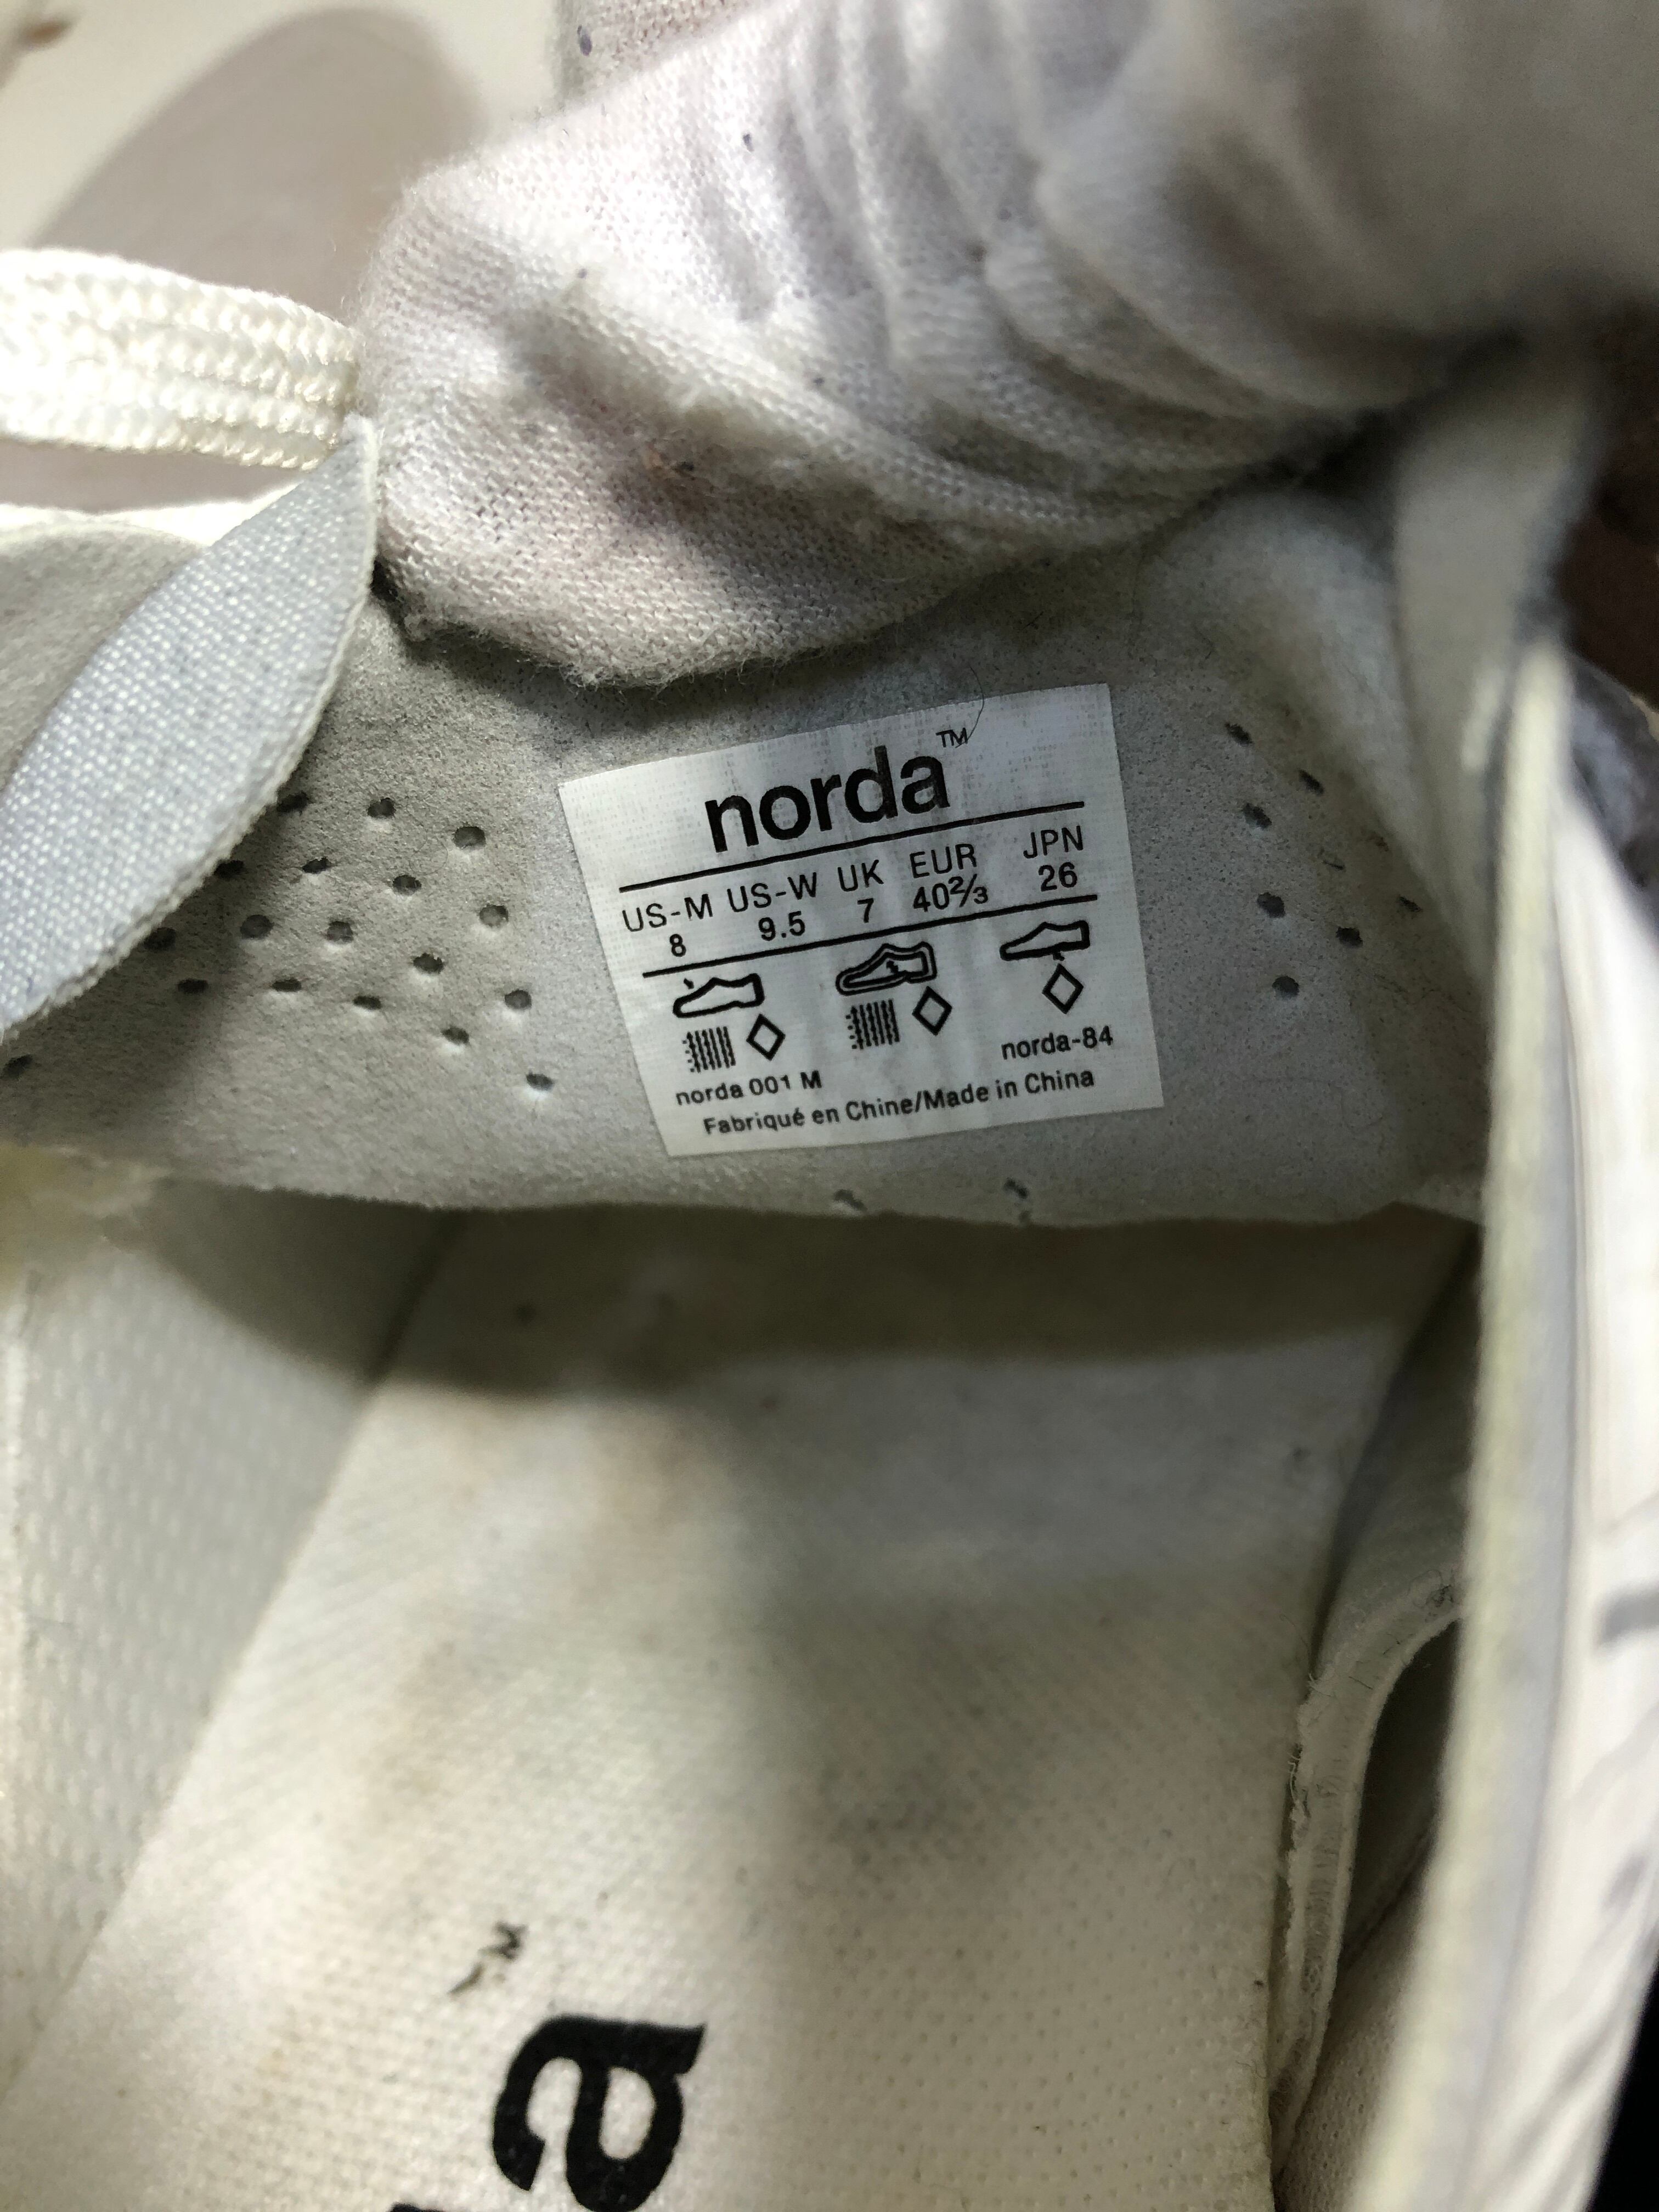 norda™
US-M US-W UK EUR JPN
8 9.5 7 40⅔ 26
norda-84
norda 001 M
Fabriqué en Chine/Made in China
a